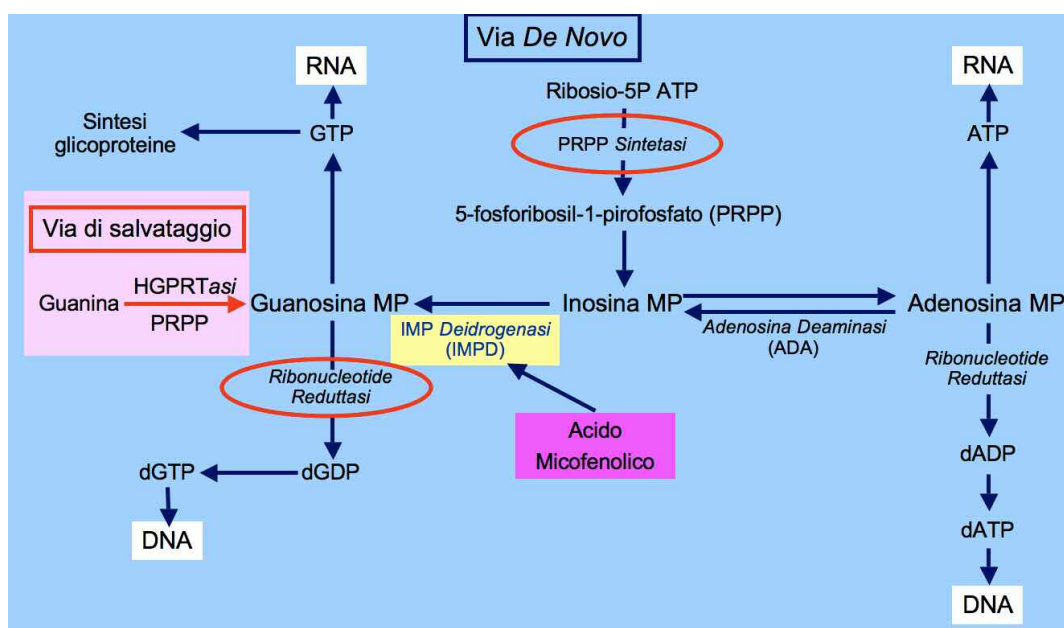 Via De Novo
RNA
GTP
Sintesi
glicoproteine
Ribosio-5P ATP
PRPP Sintetasi
5-fosforibosil-1-pirofosfato (PRPP)
RNA
ATP
Via di salvataggio
Guanina
HGPRTasi
PRPP
Guanosina MP
IMP Deidrogenasi
(IMPD)
Inosina MP
Adenosina Deaminasi
(ADA)
Adenosina MP
Ribonucleotide
Reduttasi
Acido
Micofenolico
Ribonucleotide
Reduttasi
dGTP
dGDP
DNA
dADP
dATP
DNA